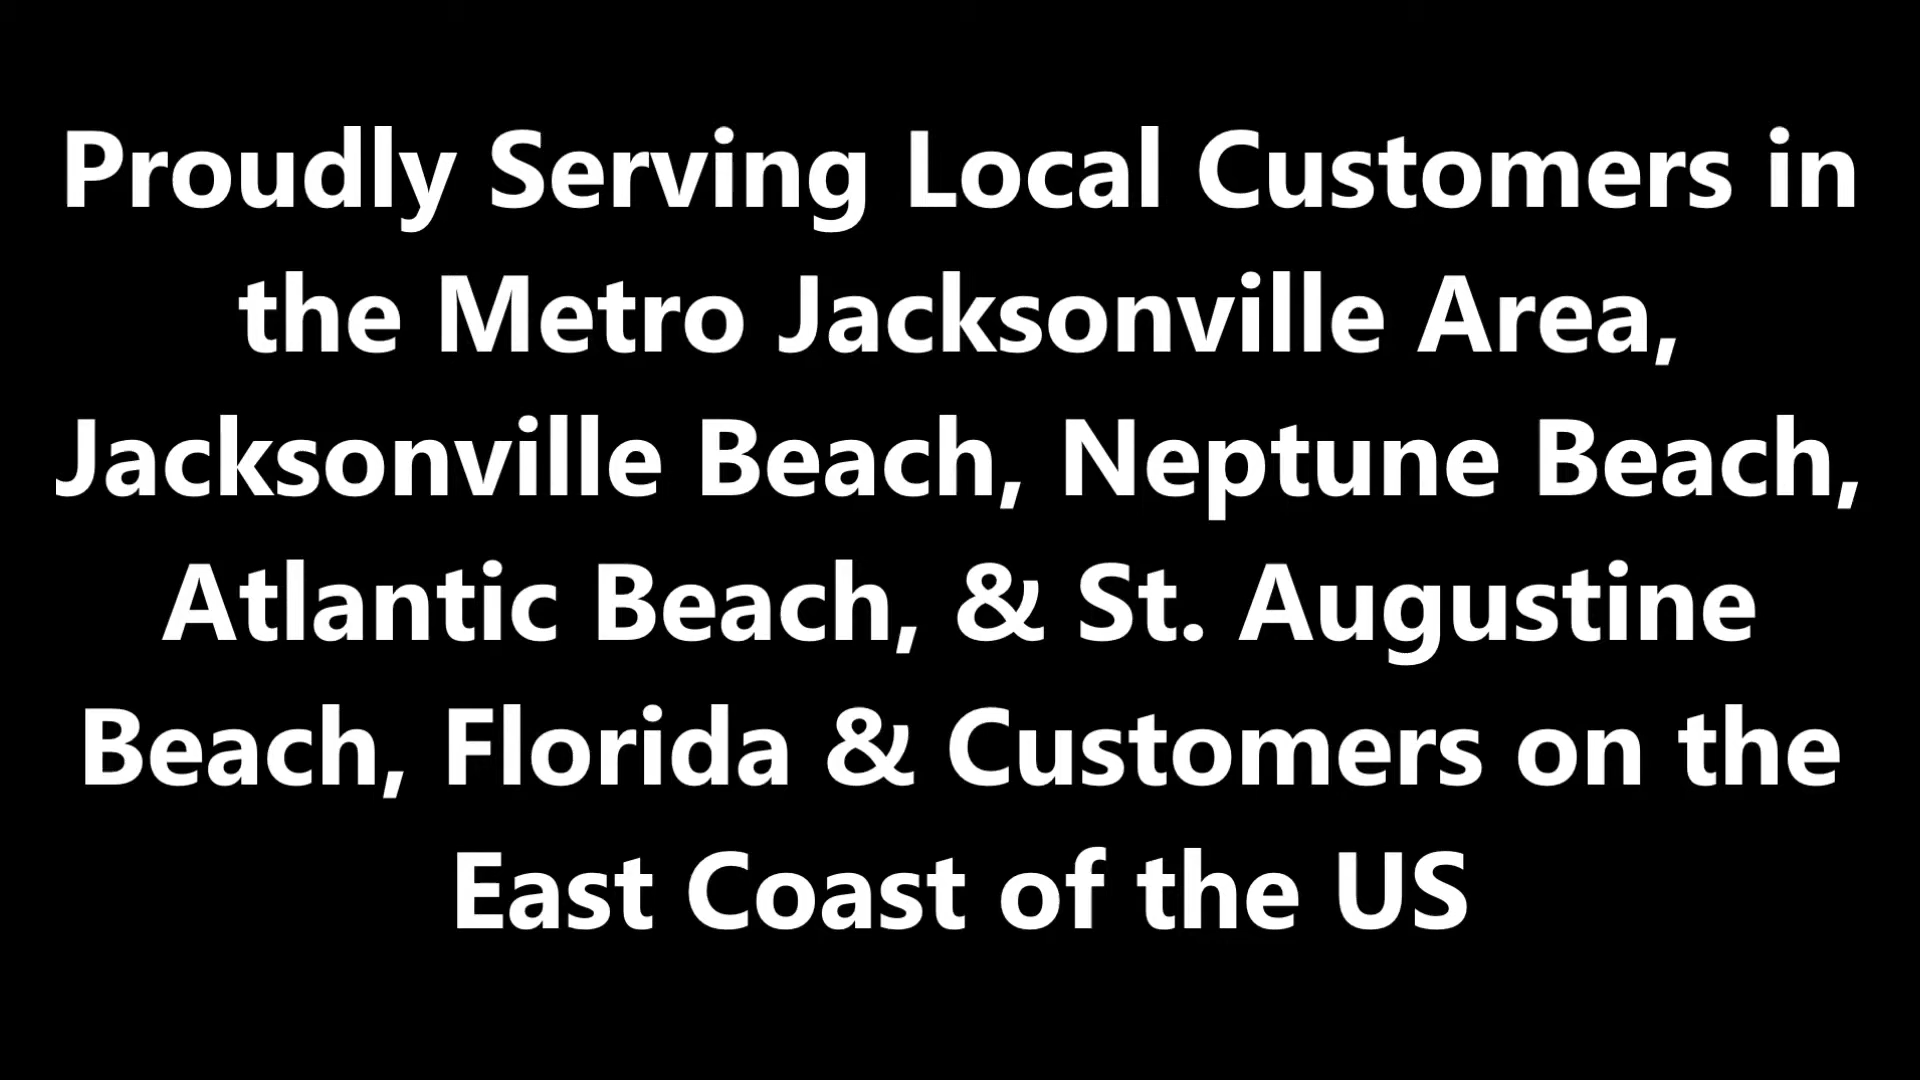 Proudly Serving Local Customers in
the Metro Jacksonville Area,
Jacksonville Beach, Neptune Beach,
Atlantic Beach, & St. Augustine
Beach, Florida & Customers on the
East Coast of the US